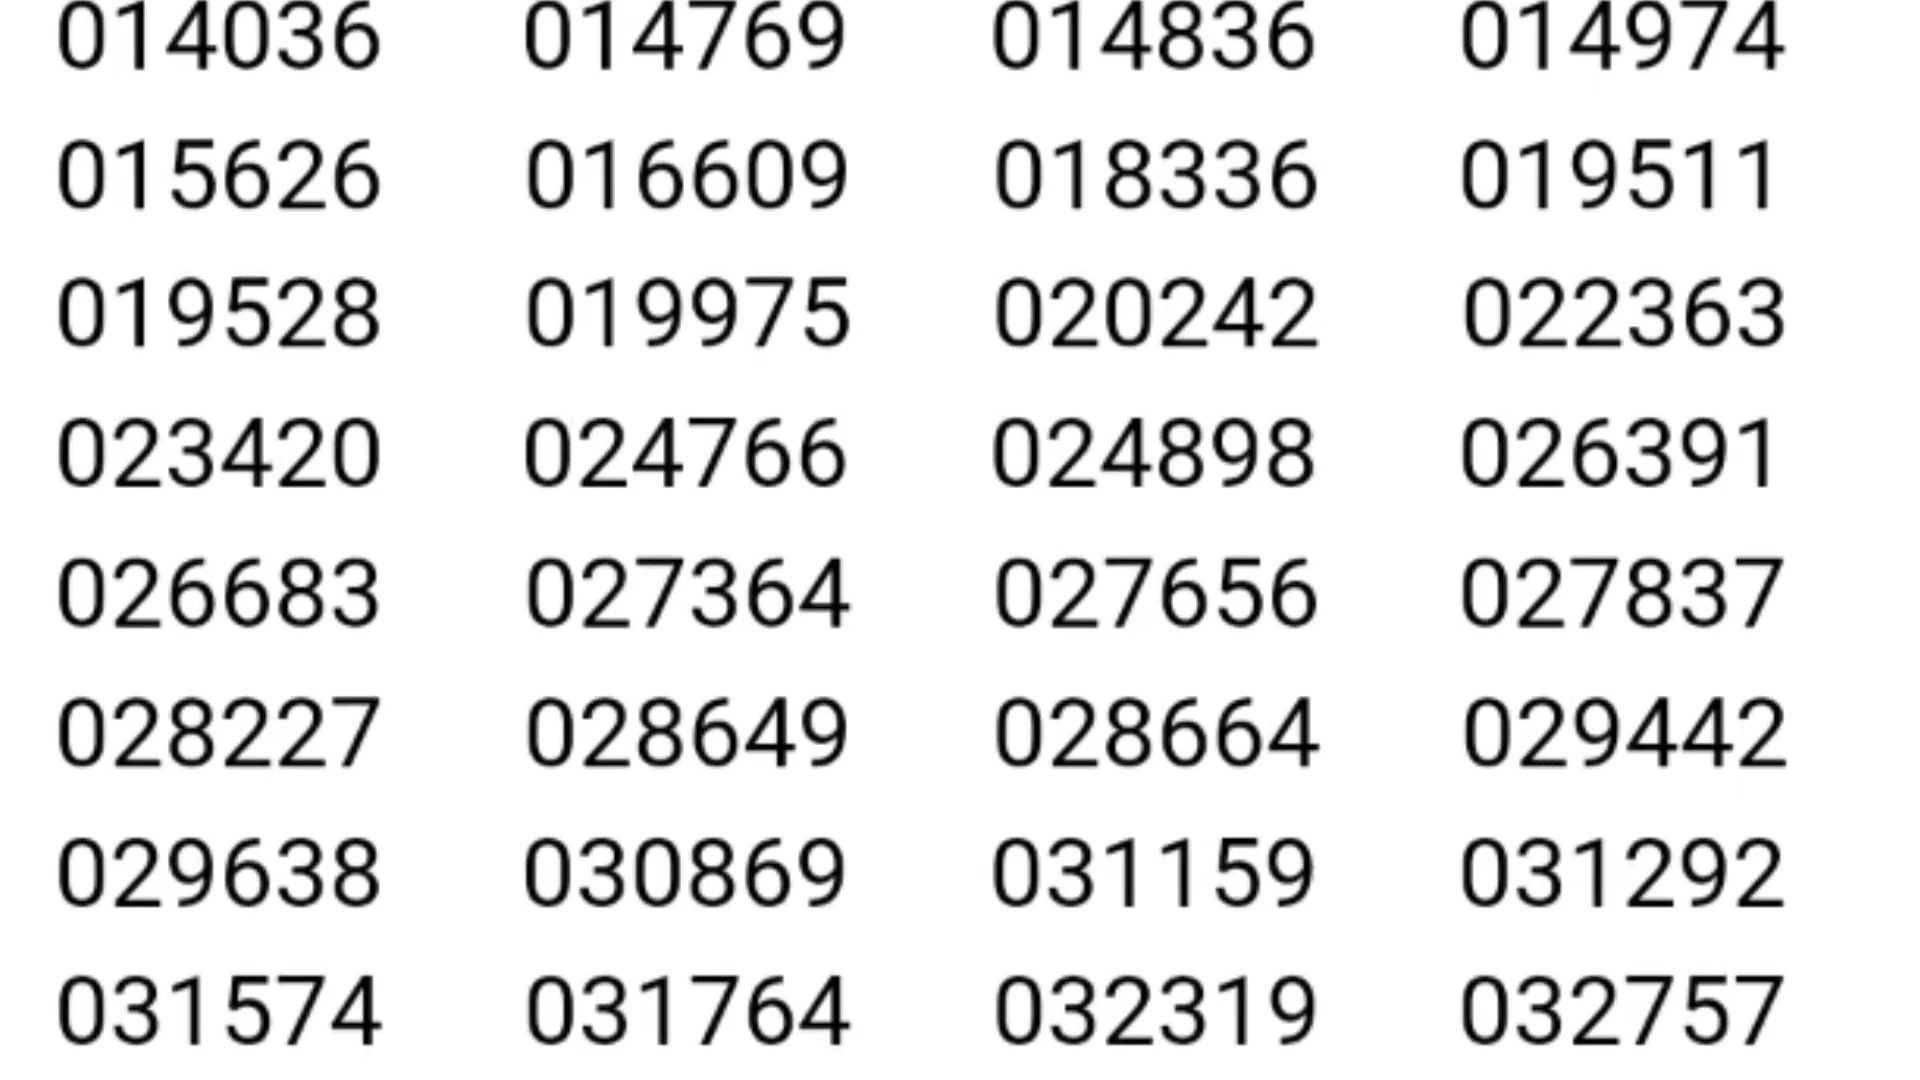 014036 014769 014836 014974
015626 016609 018336 019511
019528 019975 020242 022363
023420 024766 024898 026391
026683 027364 027656 027837
028227 028649 028664 029442
029638 030869 031159 031292
031574 031764 032319 032757